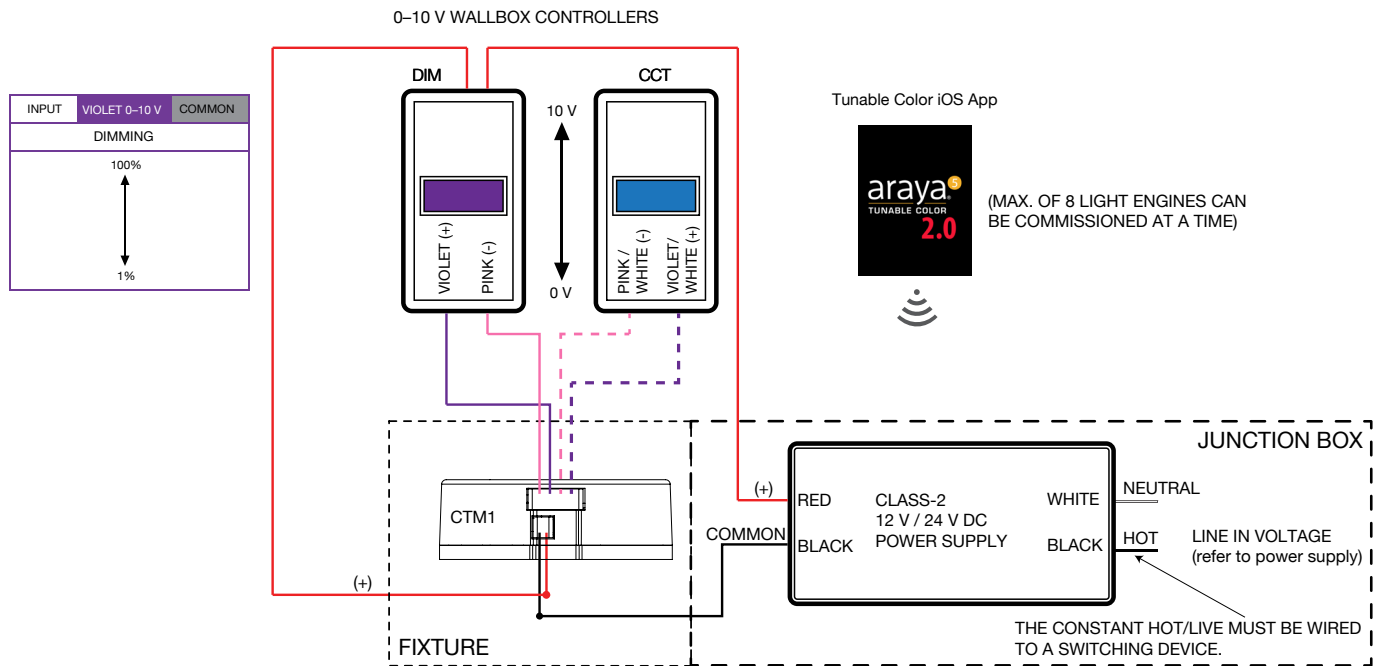 0–10 V WALLBOX CONTROLLERS
DIM
CCT
INPUT
VIOLET 0–10 V
COMMON
DIMMING
100%
1%
10 V
0 V
VIOLET (+)
PINK (-)
PINK /
WHITE (-)
VIOLET/
WHITE (+)
Tunable Color iOS App
araya 5
TUNABLE COLOR
2.0
(MAX. OF 8 LIGHT ENGINES CAN
BE COMMISSIONED AT A TIME)
JUNCTION BOX
CTM1
(+)
(+)
COMMON
RED
BLACK
CLASS-2
12 V / 24 V DC
POWER SUPPLY
WHITE
BLACK
NEUTRAL
HOT
LINE IN VOLTAGE
(refer to power supply)
THE CONSTANT HOT/LIVE MUST BE WIRED
TO A SWITCHING DEVICE.
FIXTURE